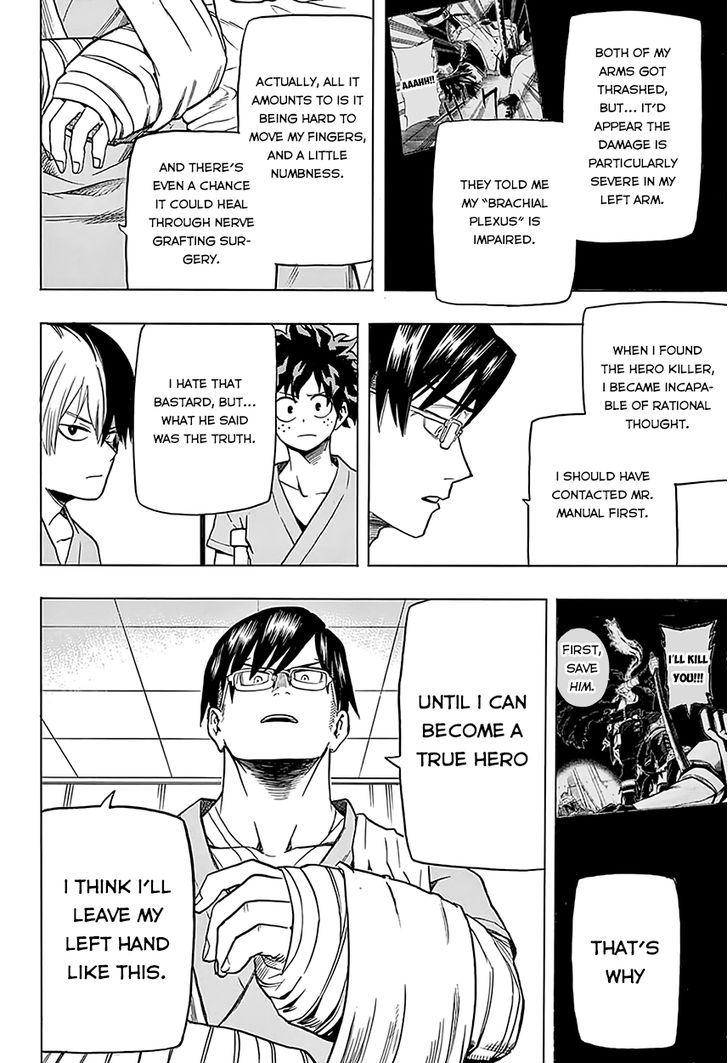 BOTH OF MY
ARMS GOT
THRASHED,
BUT... IT'D
APPEAR THE
DAMAGE IS
PARTICULARLY
SEVERE IN MY
LEFT ARM.
AAAHH!!
THEY TOLD ME
MY "BRACHIAL
PLEXUS" IS
IMPAIRED.
ACTUALLY, ALL IT
AMOUNTS TO IS IT
BEING HARD TO
MOVE MY FINGERS,
AND A LITTLE
NUMBNESS.
AND THERE'S
EVEN A CHANCE
IT COULD HEAL
THROUGH NERVE
GRAFTING SUR-
GERY.
WHEN I FOUND
THE HERO KILLER,
I BECAME INCAPA-
BLE OF RATIONAL
THOUGHT.
I SHOULD HAVE
CONTACTED MR.
MANUAL FIRST.
I HATE THAT
BASTARD, BUT...
WHAT HE SAID
WAS THE TRUTH.
I'LL KILL
YOU!!!
FIRST,
SAVE
HIM.
THAT'S
WHY
UNTIL I CAN
BECOME A
TRUE HERO
I THINK I'LL
LEAVE MY
LEFT HAND
LIKE THIS.